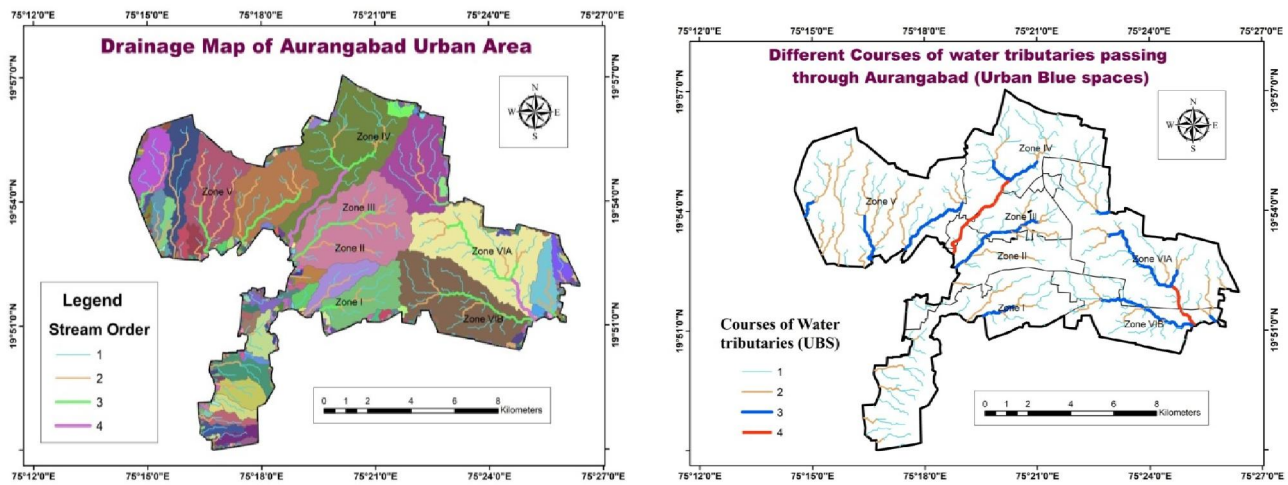 75°12'0"E 75°15'0"E 75°18'0"E 75°21'0"E 75°24'0"E 75°27'0"E
Drainage Map of Aurangabad Urban Area
19°57'0"N
19°57'0"N
N
W E
S
Zone IV
Zone V
19°54'0"N
19°54'0"N
Zone III
Zone II
Zone VIA
Zone I
Zone VIB
19°51'0"N
19°51'0"N
Legend
Stream Order
1
2
3
4
0 1 2 4 6 8
Kilometers
75°12'0"E 75°15'0"E 75°18'0"E 75°21'0"E 75°24'0"E 75°27'0"E
75°12'0"E 75°15'0"E 75°18'0"E 75°21'0"E 75°24'0"E 75°27'0"E
Different Courses of water tributaries passing
through Aurangabad (Urban Blue spaces)
19°57'0"N
19°57'0"N
N
W E
S
Zone IV
Zone V
19°54'0"N
19°54'0"N
Zone III
Zone II
Zone VIA
Zone I
Zone VIB
19°51'0"N
19°51'0"N
Courses of Water
tributaries (UBS)
1
2
3
4
0 1 2 4 6 8
Kilometers
75°12'0"E 75°15'0"E 75°18'0"E 75°21'0"E 75°24'0"E 75°27'0"E